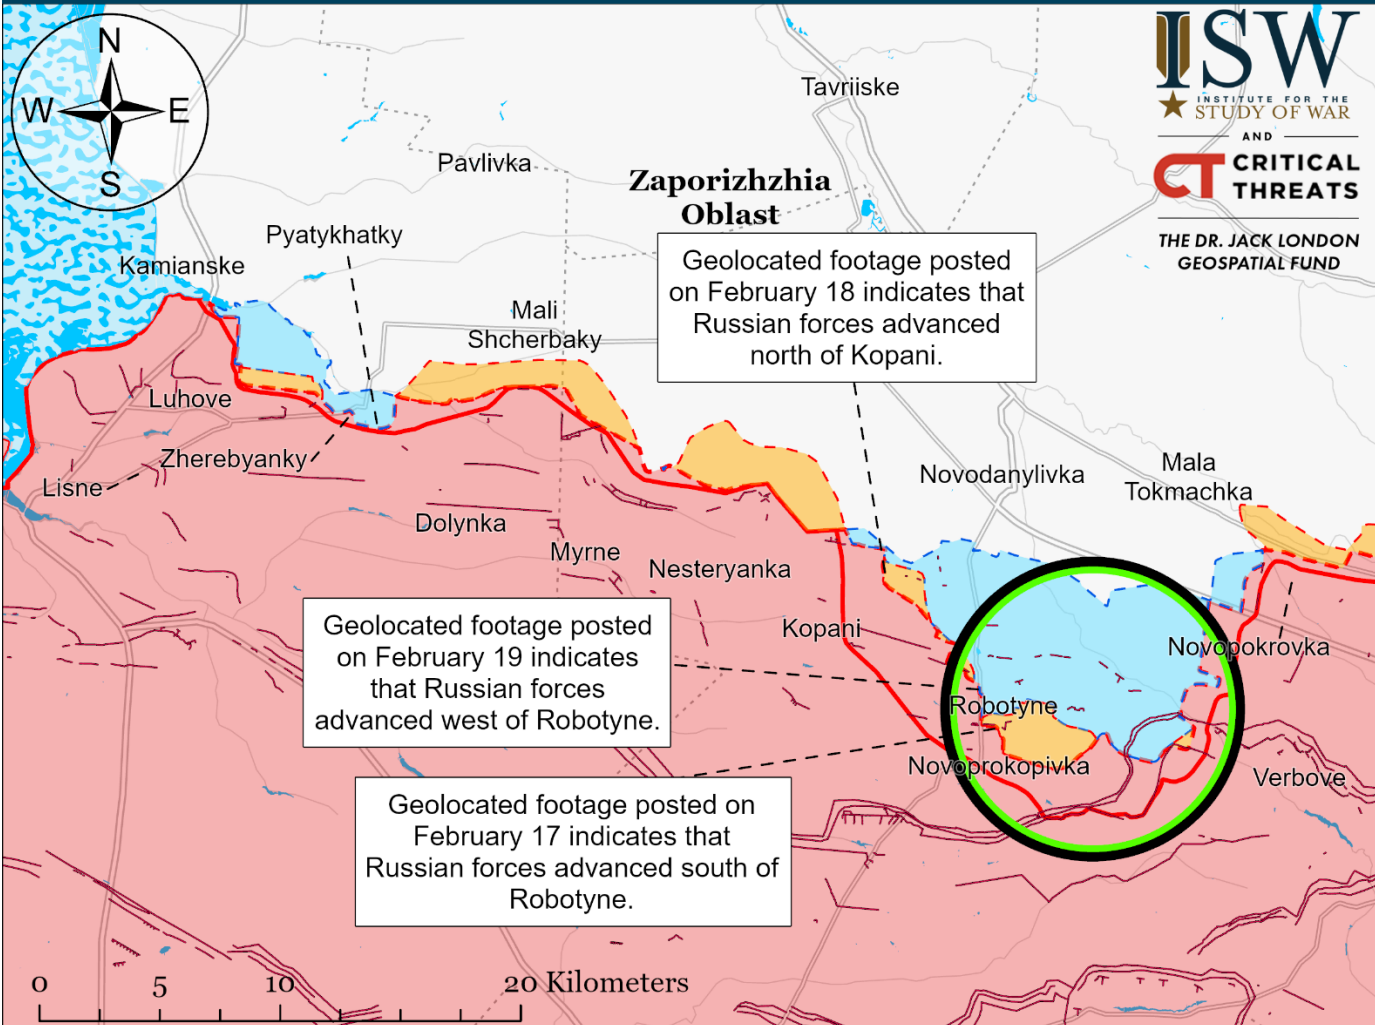 N
W
E
S
ISW
INSTITUTE FOR THE
STUDY OF WAR
AND
CT CRITICAL
THREATS
THE DR. JACK LONDON
GEOSPATIAL FUND
Tavriiske
Pavlivka
Zaporizhzhia
Oblast
Pyatykhatky
Kamianske
Mali
Shcherbaky
Geolocated footage posted
on February 18 indicates that
Russian forces advanced
north of Kopani.
Luhove
Zherebyanky
Lisne
Novodanylivka
Mala
Tokmachka
Dolynka
Myrne
Nesteryanka
Kopani
Novopokrovka
Geolocated footage posted
on February 19 indicates
that Russian forces
advanced west of Robotyne.
Robotyne
Novoprokopivka
Verbove
Geolocated footage posted on
February 17 indicates that
Russian forces advanced south of
Robotyne.
0 5 10 20 Kilometers